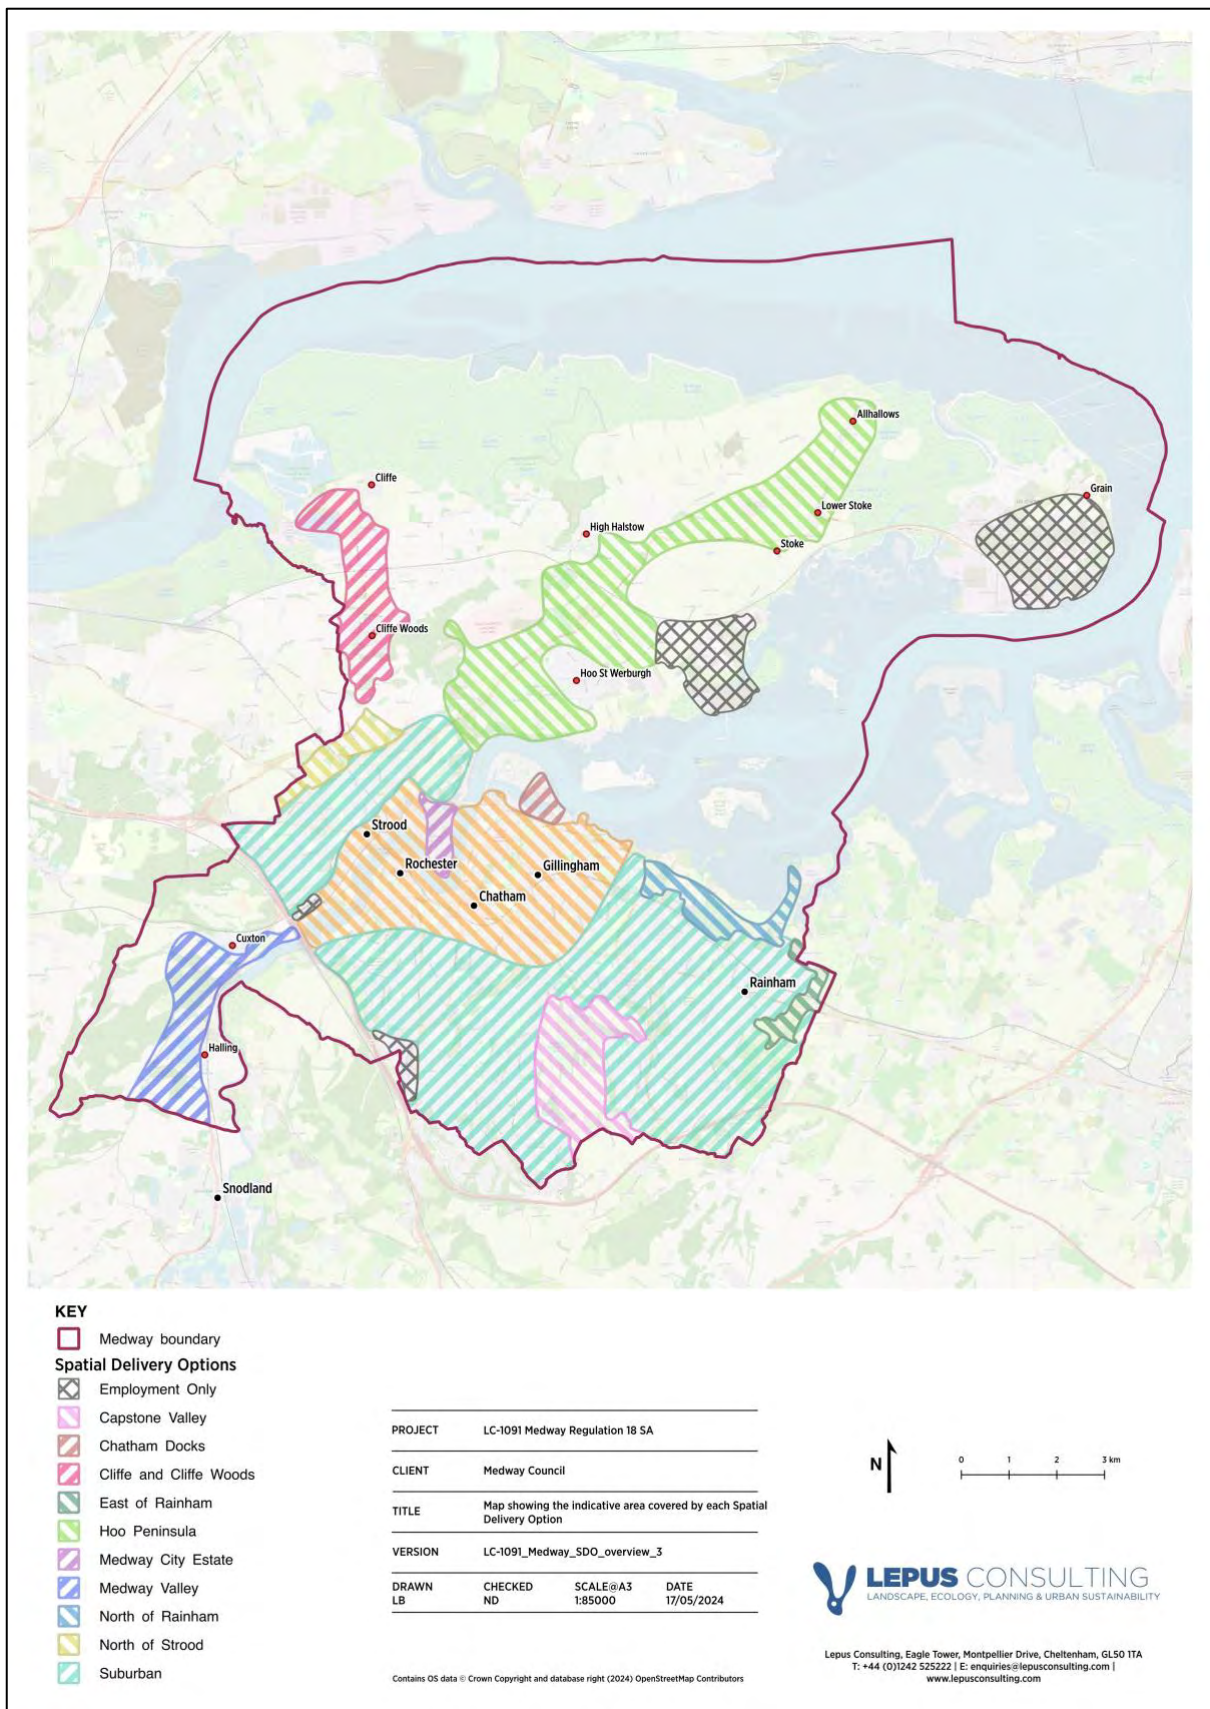 Allhallows
Cliffe
Grain
Lower Stoke
High Halstow
Stoke
Cliffe Woods
Hoo St Werburgh
Strood
Rochester
Gillingham
Chatham
Cuxton
Rainham
Halling
Snodland
KEY
Medway boundary
Spatial Delivery Options
Employment Only
Capstone Valley
Chatham Docks
Cliffe and Cliffe Woods
East of Rainham
Hoo Peninsula
Medway City Estate
Medway Valley
North of Rainham
North of Strood
Suburban
PROJECT LC-1091 Medway Regulation 18 SA
CLIENT Medway Council
TITLE Map showing the indicative area covered by each Spatial
Delivery Option
VERSION LC-1091_Medway_SDO_overview_3
DRAWN CHECKED SCALE@A3 DATE
LB ND 1:85000 17/05/2024
Contains OS data © Crown Copyright and database right (2024) OpenStreetMap Contributors
N
0 1 2 3 km
LEPUS CONSULTING
LANDSCAPE, ECOLOGY, PLANNING & URBAN SUSTAINABILITY
Lepus Consulting, Eagle Tower, Montpellier Drive, Cheltenham, GL50 1TA
T: +44 (0)1242 525222 | E: enquiries@lepusconsulting.com |
www.lepusconsulting.com